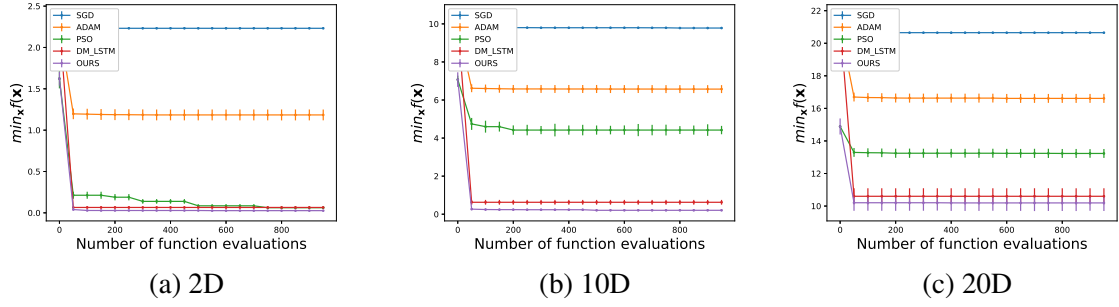 2.5
2.0
1.5
1.0
0.5
0.0
min_x f(x)
SGD
ADAM
PSO
DM_LSTM
OURS
0 200 400 600 800
Number of function evaluations
(a) 2D
10
8
6
4
2
0
min_x f(x)
SGD
ADAM
PSO
DM_LSTM
OURS
0 200 400 600 800
Number of function evaluations
(b) 10D
22
20
18
16
14
12
10
min_x f(x)
SGD
ADAM
PSO
DM_LSTM
OURS
0 200 400 600 800
Number of function evaluations
(c) 20D